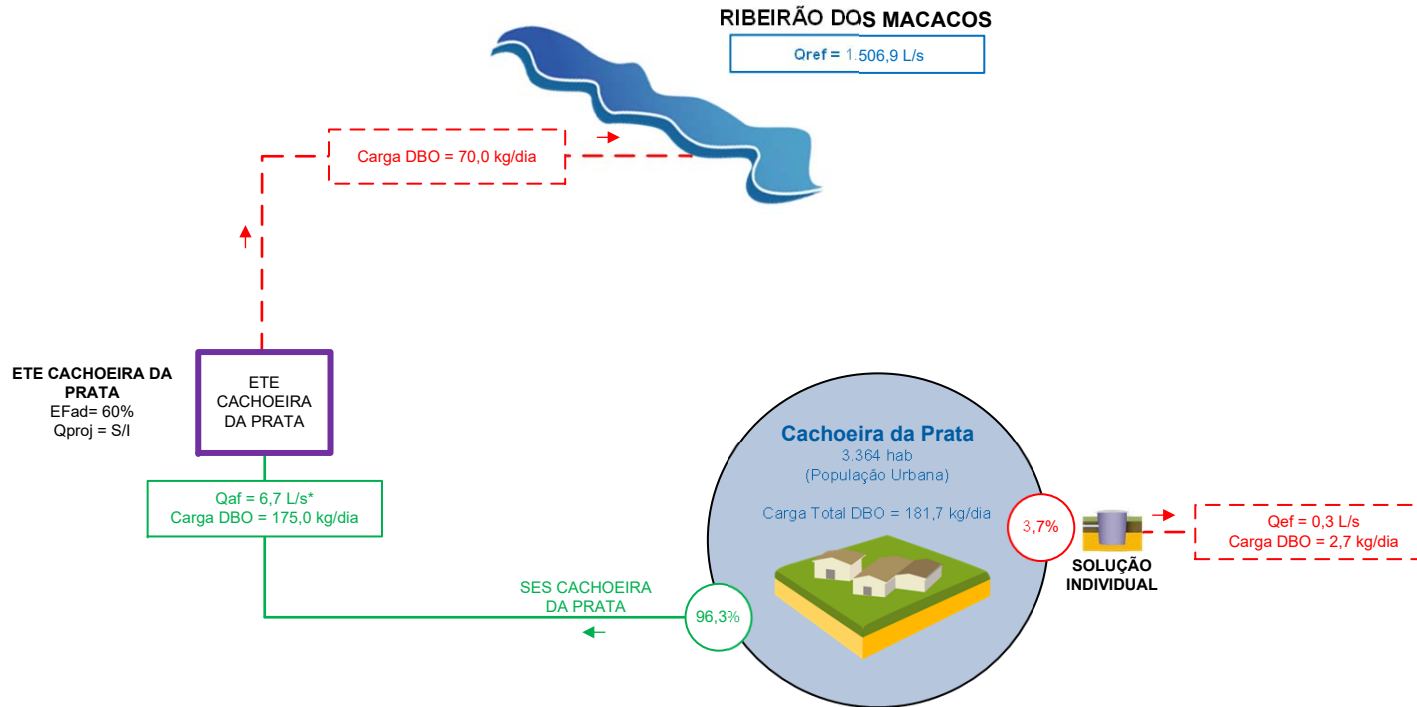 RIBEIRÃO DOS MACACOS
Qref = 1.506,9 L/s
Carga DBO = 70,0 kg/dia
ETE CACHOEIRA DA
PRATA
EFad= 60%
Qproj = S/I
ETE
CACHOEIRA
DA PRATA
Qaf = 6,7 L/s*
Carga DBO = 175,0 kg/dia
SES CACHOEIRA
DA PRATA
96,3%
Cachoeira da Prata
3.364 hab
(População Urbana)
Carga Total DBO = 181,7 kg/dia
3,7%
SOLUÇÃO
INDIVIDUAL
Qef = 0,3 L/s
Carga DBO = 2,7 kg/dia